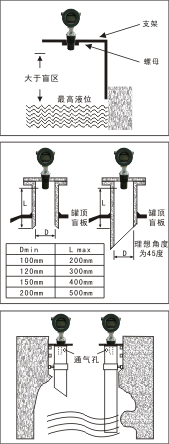 支架
螺母
大于盲区
最高液位
L
L
罐顶
盲板
罐顶
盲板
D
D
理想角度
为45度
Dmin Lmax
100mm 200mm
120mm 300mm
150mm 400mm
200mm 500mm
通气孔